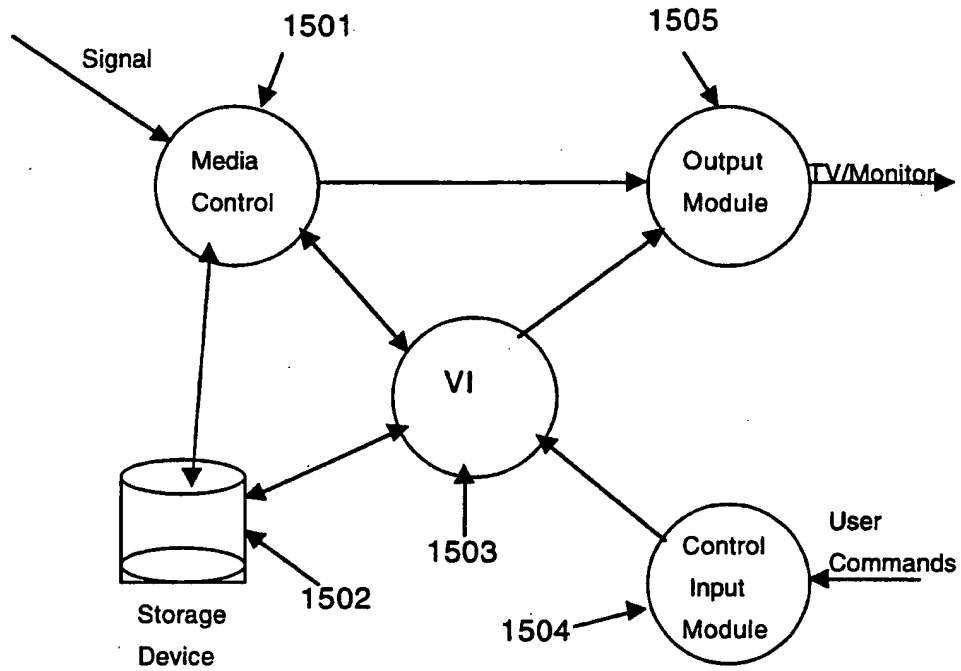 1501
1505
Signal
Media
Control
Output
Module
TV/Monitor
VI
1503
1502
Storage
Device
User
Commands
Control
Input
Module
1504